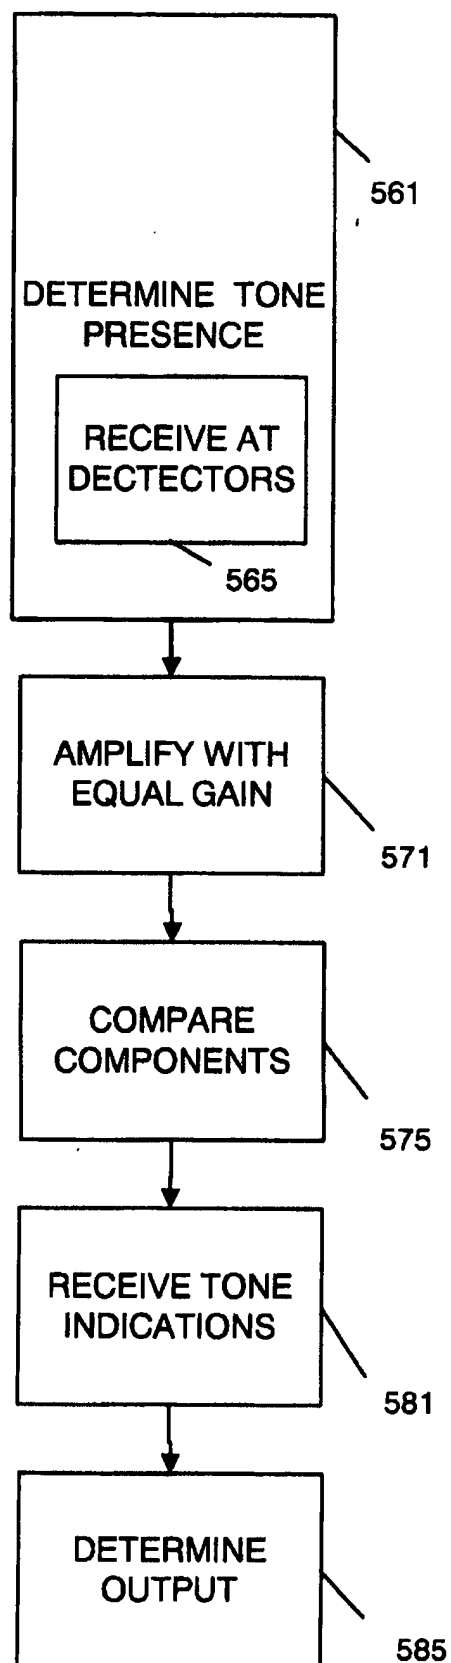 561
DETERMINE TONE
PRESENCE
RECEIVE AT
DECTECTORS
565
AMPLIFY WITH
EQUAL GAIN
571
COMPARE
COMPONENTS
575
RECEIVE TONE
INDICATIONS
581
DETERMINE
OUTPUT
585